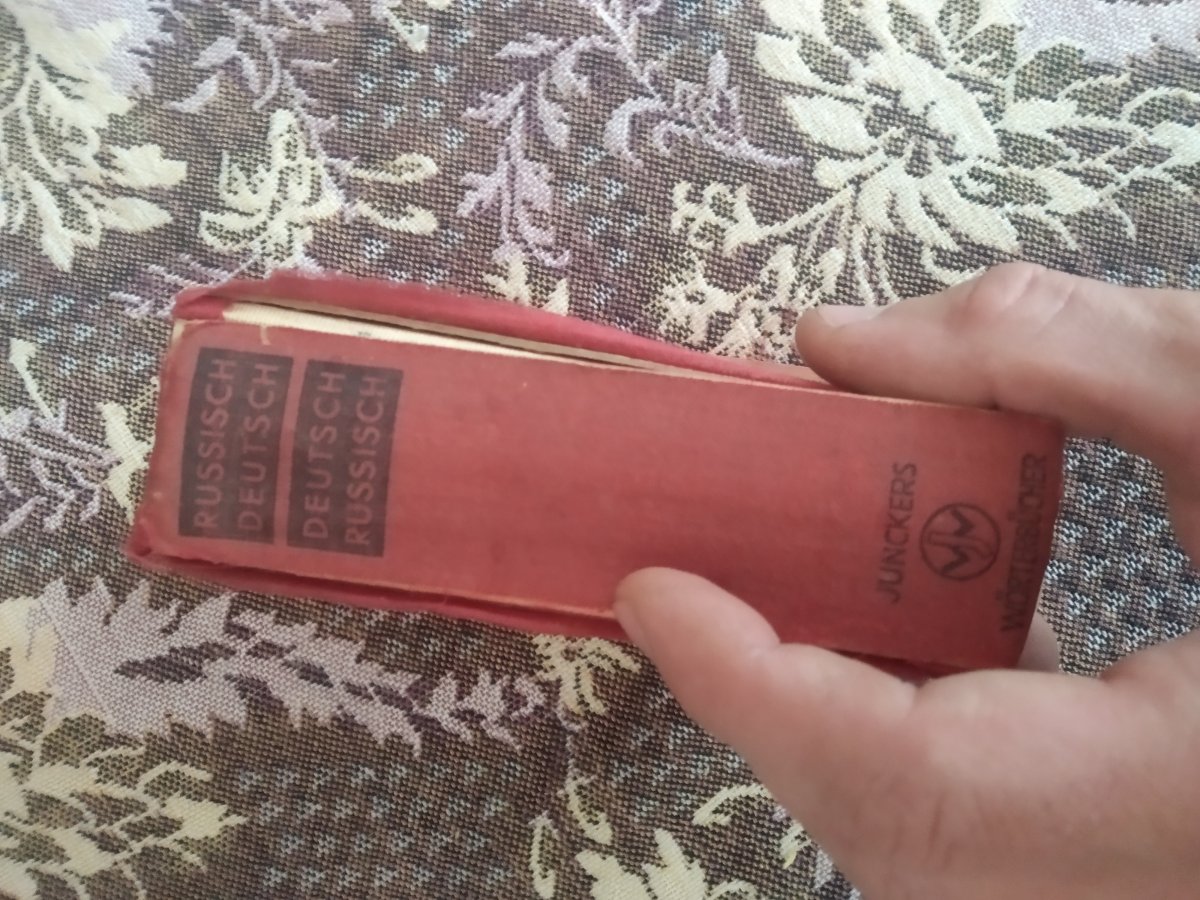 RUSSISCH
DEUTSCH
DEUTSCH
RUSSISCH
JUNCKERS
WÖRTERBÜCHER